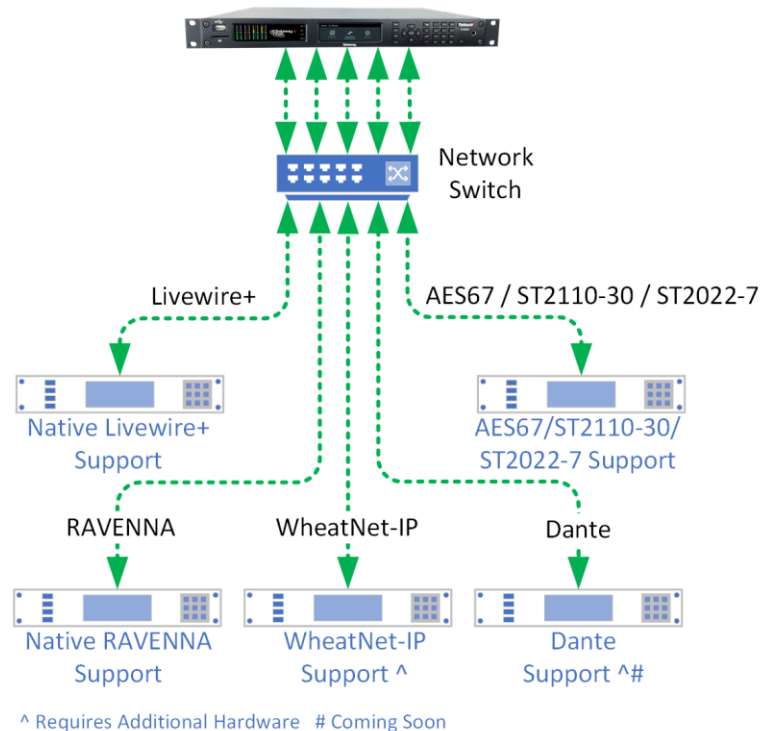 Network
Switch
Livewire+
AES67 / ST2110-30 / ST2022-7
Native Livewire+
Support
AES67/ST2110-30/
ST2022-7 Support
RAVENNA
WheatNet-IP
Dante
Native RAVENNA
Support
WheatNet-IP
Support ^
Dante
Support ^#
^ Requires Additional Hardware # Coming Soon